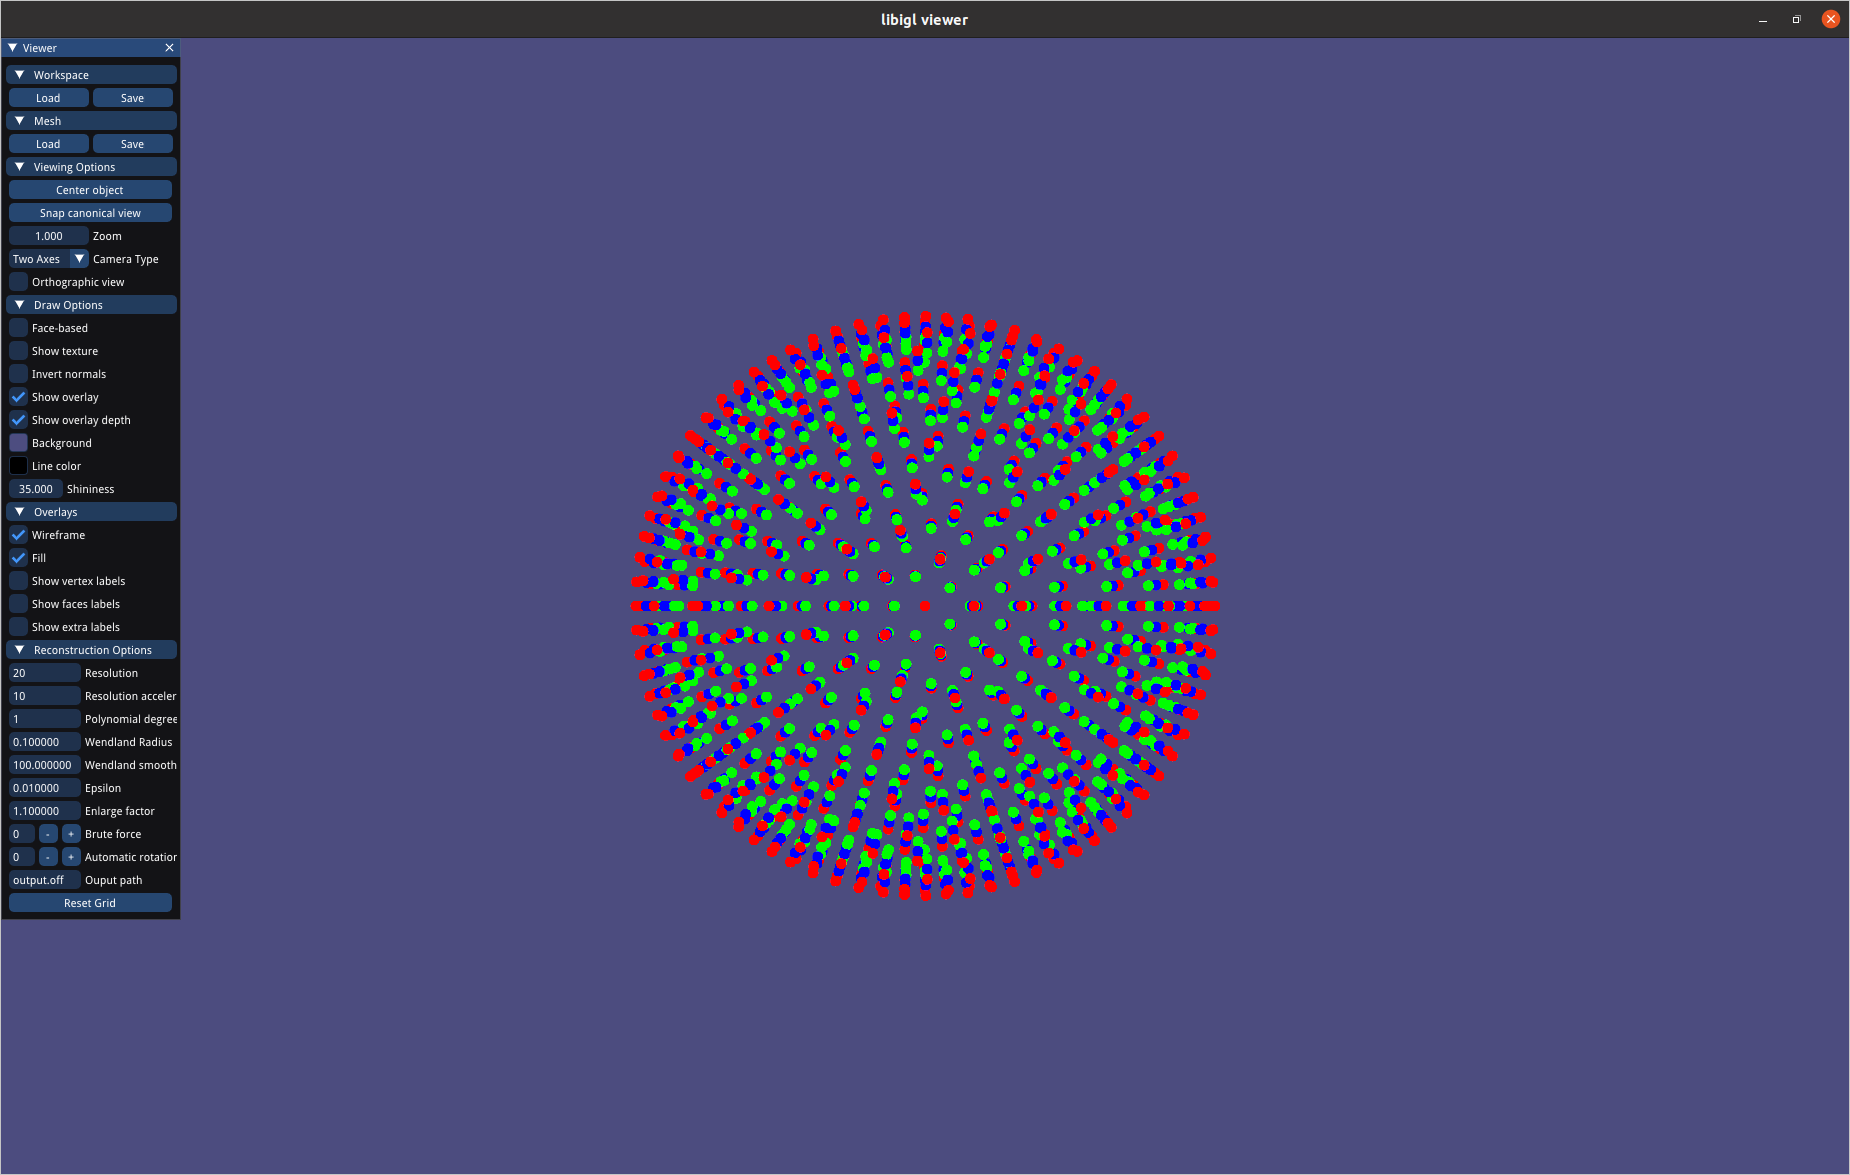 libigl viewer
Viewer
Workspace
Load Save
Mesh
Load Save
Viewing Options
Center object
Snap canonical view
1.000 Zoom
Two Axes Camera Type
Orthographic view
Draw Options
Face-based
Show texture
Invert normals
Show overlay
Show overlay depth
Background
Line color
35.000 Shininess
Overlays
Wireframe
Fill
Show vertex labels
Show faces labels
Show extra labels
Reconstruction Options
20 Resolution
10 Resolution acceler
1 Polynomial degree
0.100000 Wendland Radius
100.000000 Wendland smooth
0.010000 Epsilon
1.100000 Enlarge factor
0 - + Brute force
0 - + Automatic rotation
output.off Ouput path
Reset Grid